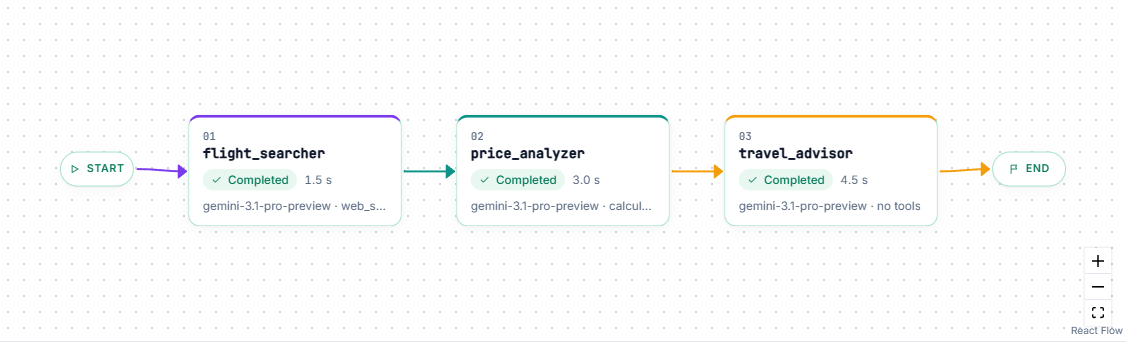 START
01
flight_searcher
Completed 1.5 s
gemini-3.1-pro-preview · web_s...
02
price_analyzer
Completed 3.0 s
gemini-3.1-pro-preview · calcul...
03
travel_advisor
Completed 4.5 s
gemini-3.1-pro-preview · no tools
END
React Flow